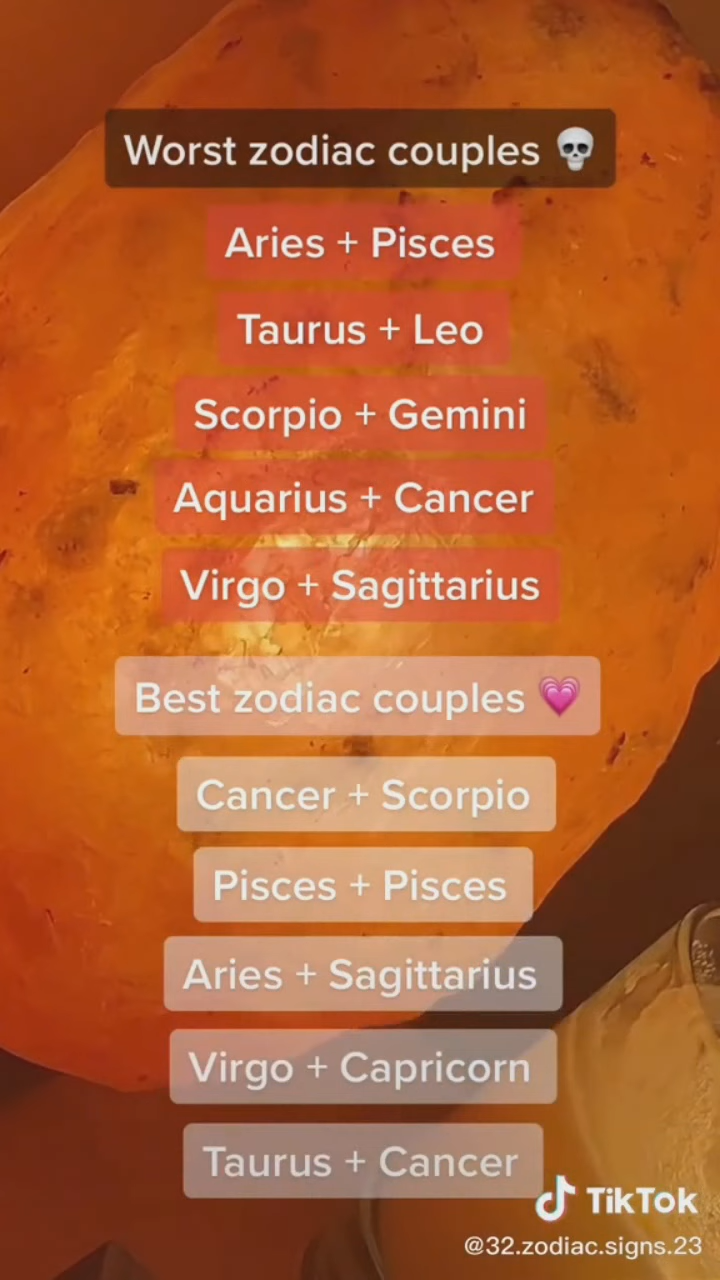 Worst zodiac couples 💀
Aries + Pisces
Taurus + Leo
Scorpio + Gemini
Aquarius + Cancer
Virgo + Sagittarius
Best zodiac couples 💗
Cancer + Scorpio
Pisces + Pisces
Aries + Sagittarius
Virgo + Capricorn
Taurus + Cancer
TikTok
@32.zodiac.signs.23